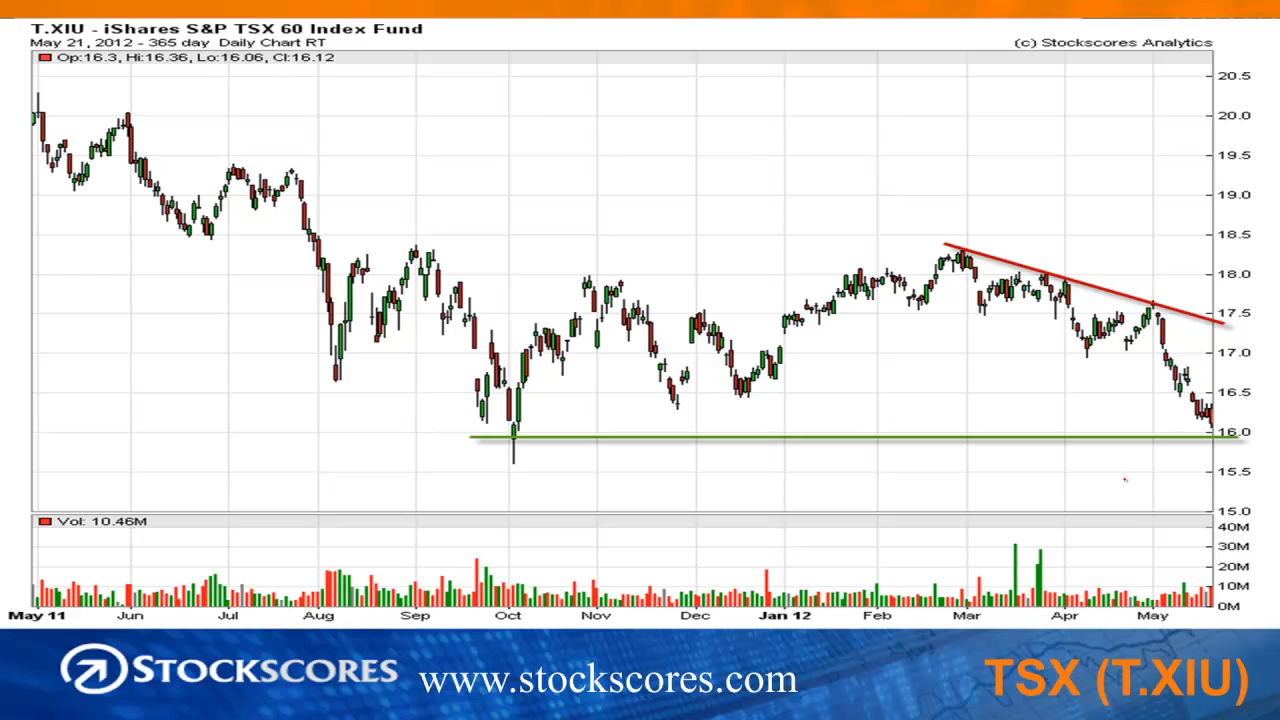 T.XIU - iShares S&P TSX 60 Index Fund
May 21, 2012 - 365 day Daily Chart RT
(c) Stockscores Analytics
Op:16.3, Hi:16.36, Lo:16.06, Cl:16.12
20.5
20.0
19.5
19.0
18.5
18.0
17.5
17.0
16.5
16.0
15.5
15.0
Vol: 10.46M
40M
30M
20M
10M
0M
May 11 Jun Jul Aug Sep Oct Nov Dec Jan 12 Feb Mar Apr May
STOCKSCORES www.stockscores.com TSX (T.XIU)